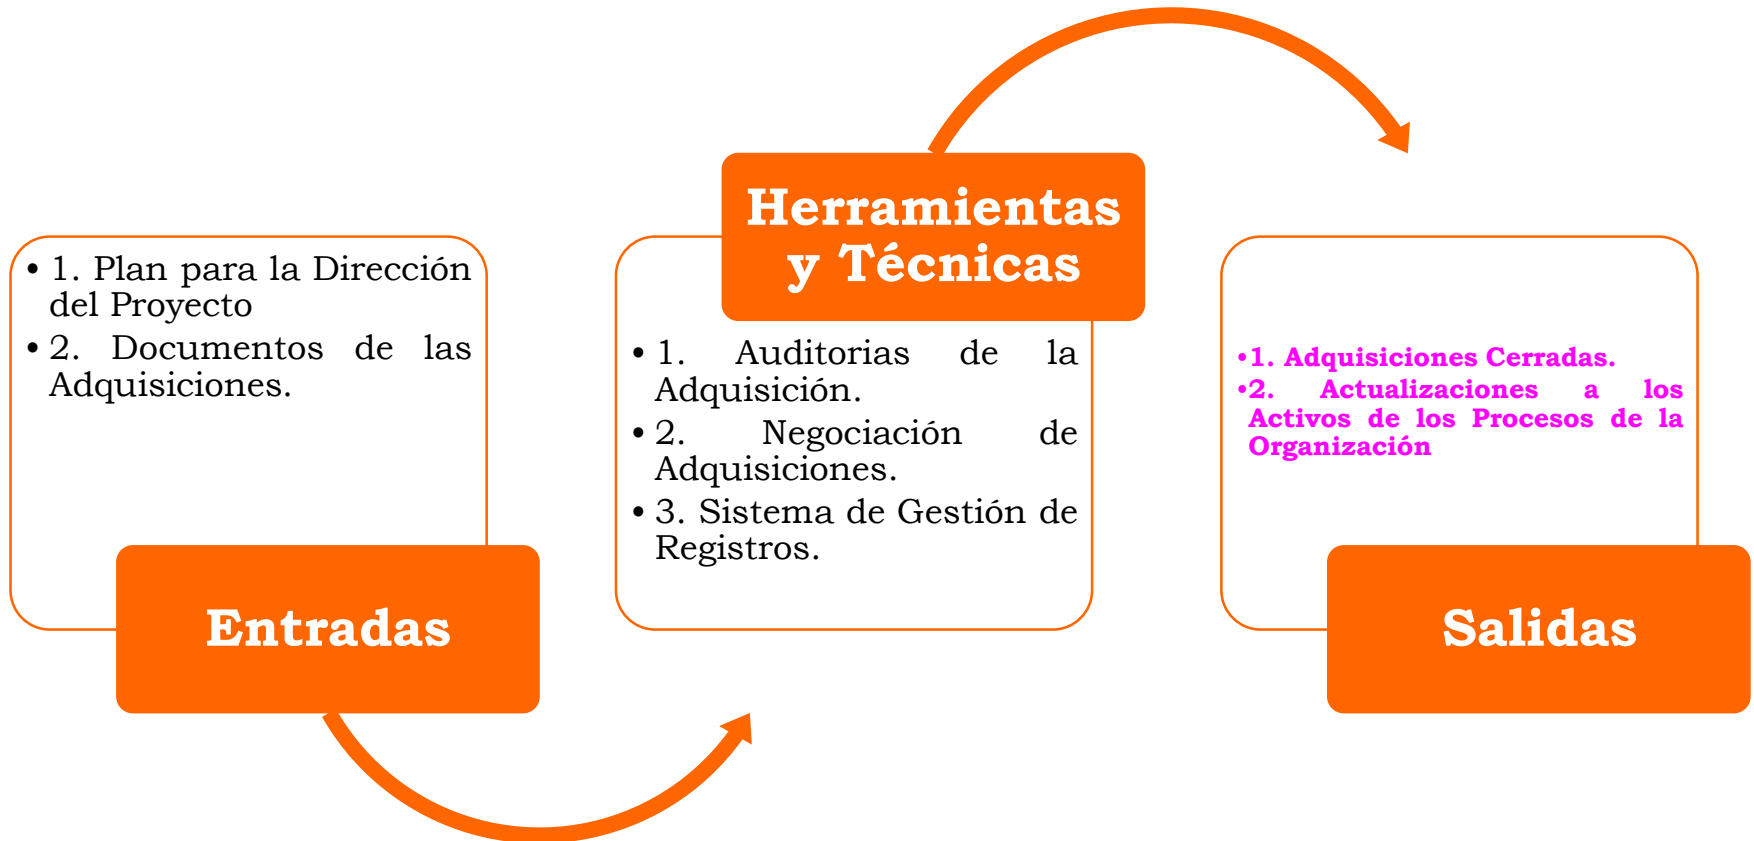 • 1. Plan para la Dirección
del Proyecto
• 2. Documentos de las
Adquisiciones.
Entradas
Herramientas
y Técnicas
• 1. Auditorias de la
Adquisición.
• 2. Negociación de
Adquisiciones.
• 3. Sistema de Gestión de
Registros.
•1. Adquisiciones Cerradas.
•2. Actualizaciones a los
Activos de los Procesos de la
Organización
Salidas